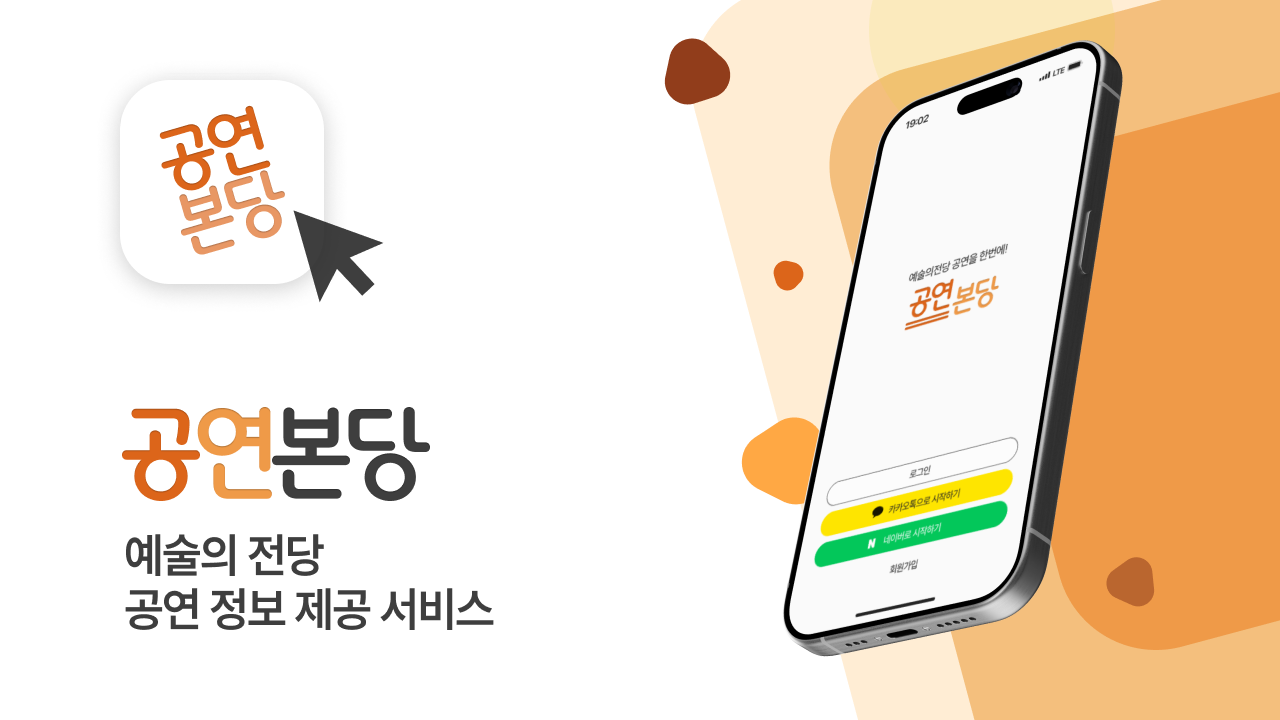 공연
본당
공연본당
예술의 전당
공연 정보 제공 서비스
19:02
LTE
예술의전당 공연을 한번에!
공연본당
로그인
카카오톡으로 시작하기
N 네이버로 시작하기
회원가입